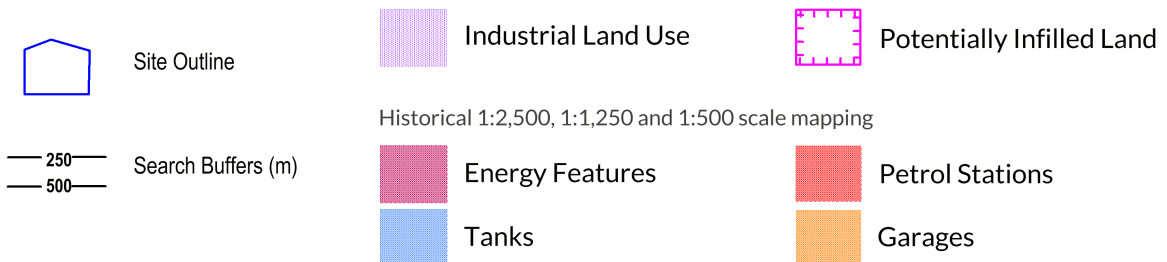 Site Outline
250
500
Search Buffers (m)
Industrial Land Use
Potentially Infilled Land
Historical 1:2,500, 1:1,250 and 1:500 scale mapping
Energy Features
Petrol Stations
Tanks
Garages